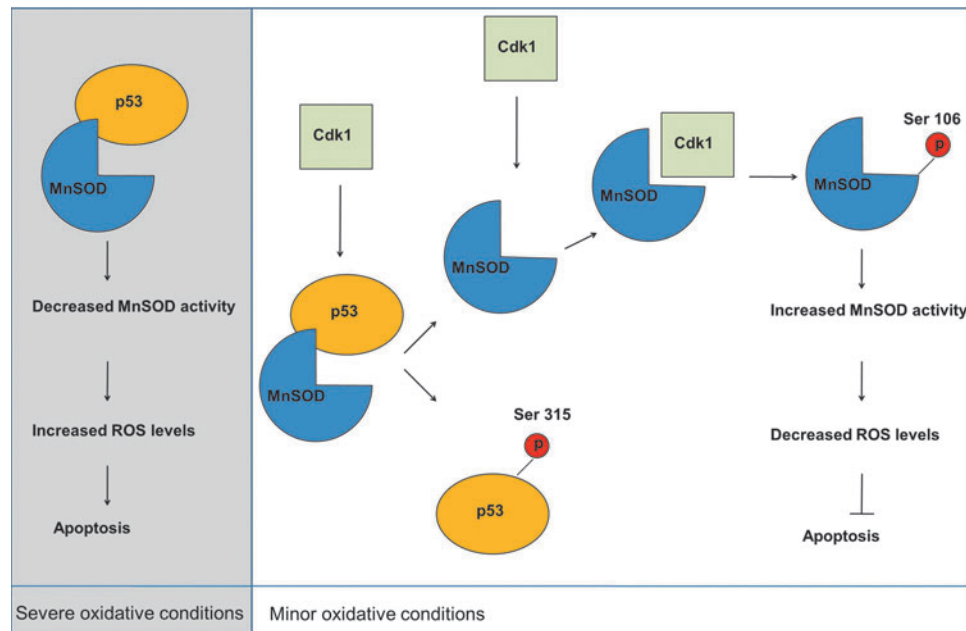 p53
MnSOD
Decreased MnSOD activity
Increased ROS levels
Apoptosis
Severe oxidative conditions
Cdk1
Cdk1
p53
MnSOD
MnSOD
Ser 315
p
p53
Cdk1
MnSOD
Ser 106
p
MnSOD
Increased MnSOD activity
Decreased ROS levels
Apoptosis
Minor oxidative conditions